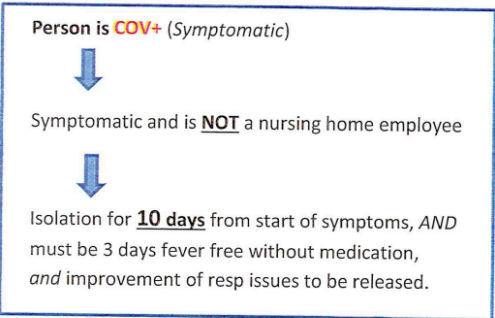 Person is COV+ (Symptomatic)
Symptomatic and is NOT a nursing home employee
Isolation for 10 days from start of symptoms, AND
must be 3 days fever free without medication,
and improvement of resp issues to be released.